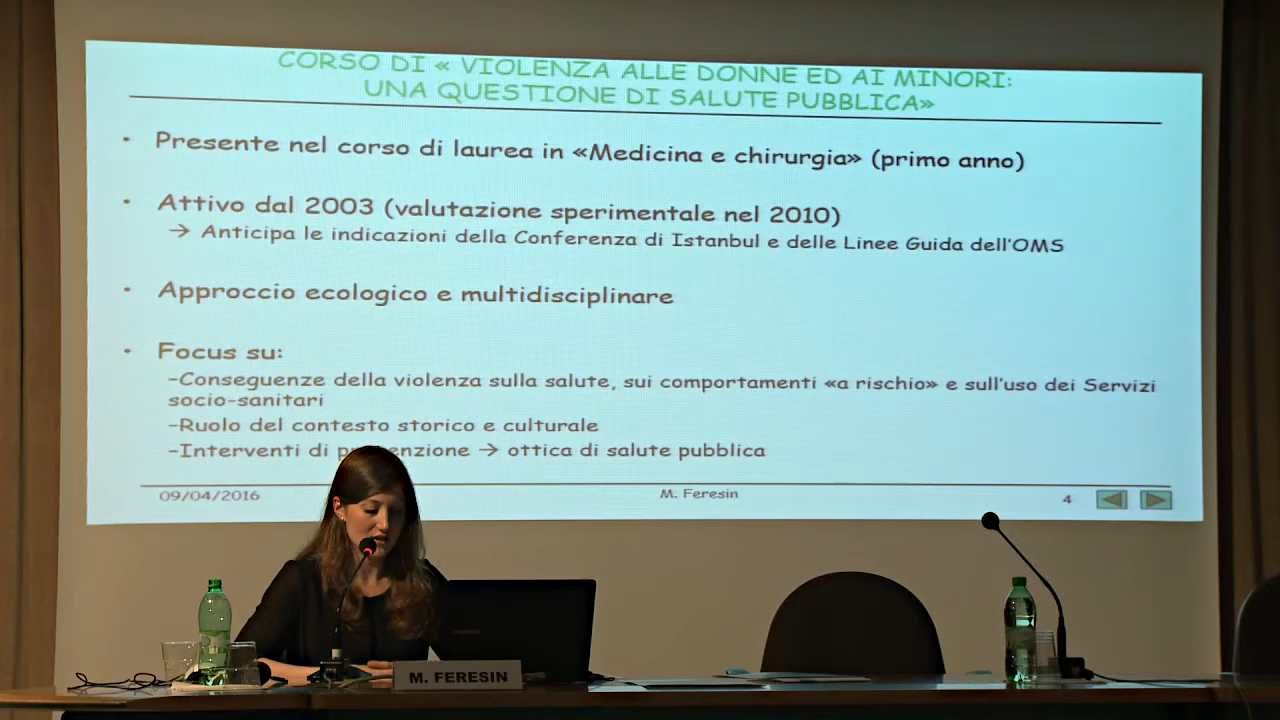 CORSO DI « VIOLENZA ALLE DONNE ED AI MINORI:
UNA QUESTIONE DI SALUTE PUBBLICA»
• Presente nel corso di laurea in «Medicina e chirurgia» (primo anno)
• Attivo dal 2003 (valutazione sperimentale nel 2010)
→ Anticipa le indicazioni della Conferenza di Istanbul e delle Linee Guida dell'OMS
• Approccio ecologico e multidisciplinare
• Focus su:
-Conseguenze della violenza sulla salute, sui comportamenti «a rischio» e sull'uso dei Servizi
socio-sanitari
-Ruolo del contesto storico e culturale
-Interventi di → ottica di salute pubblica
09/04/2016 M. Feresin 4
M. FERESIN